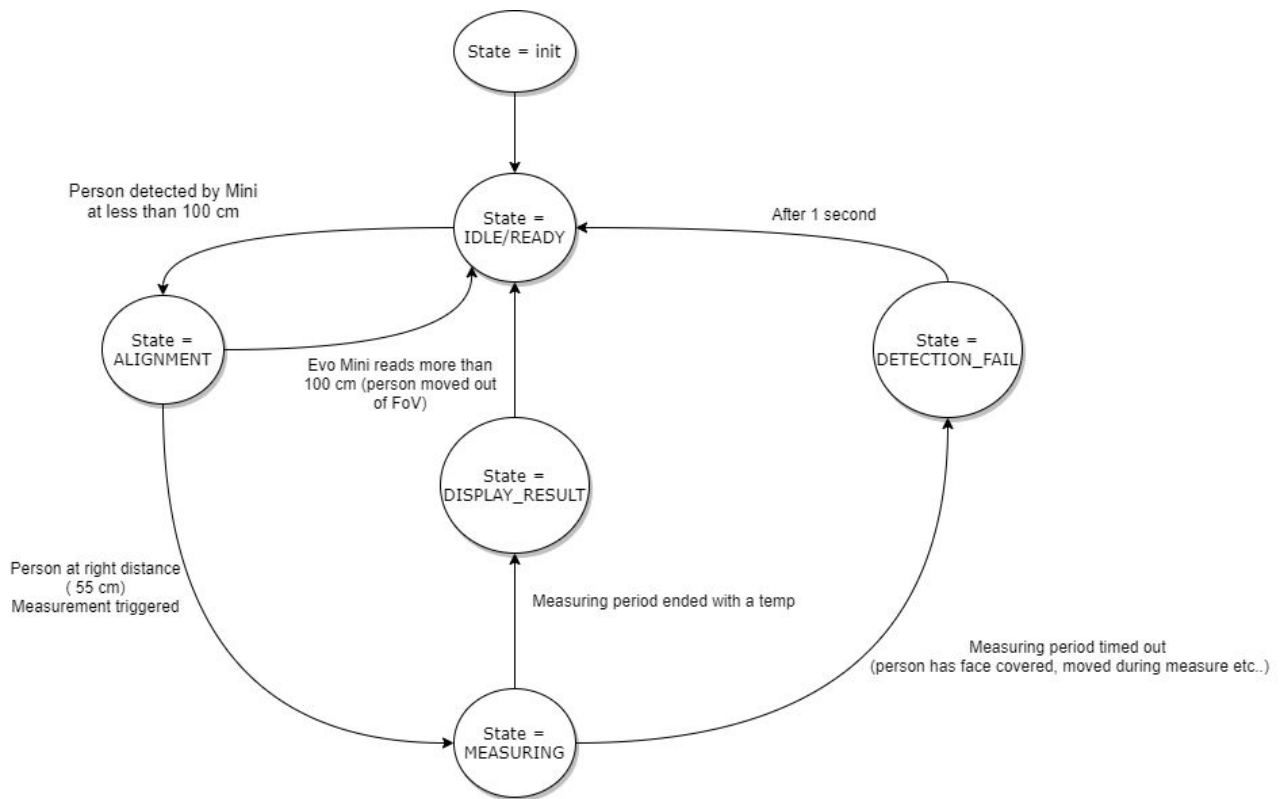 State = init
Person detected by Mini
at less than 100 cm
State =
IDLE/READY
After 1 second
State =
ALIGNMENT
Evo Mini reads more than
100 cm (person moved out
of FoV)
State =
DETECTION_FAIL
State =
DISPLAY_RESULT
Person at right distance
( 55 cm)
Measurement triggered
Measuring period ended with a temp
Measuring period timed out
(person has face covered, moved during measure etc..)
State =
MEASURING